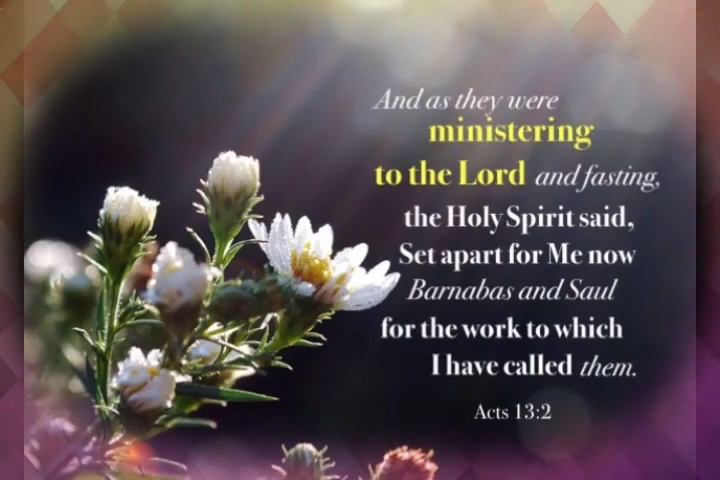 And as they were
ministering
to the Lord and fasting,
the Holy Spirit said,
Set apart for Me now
Barnabas and Saul
for the work to which
I have called them.
Acts 13:2